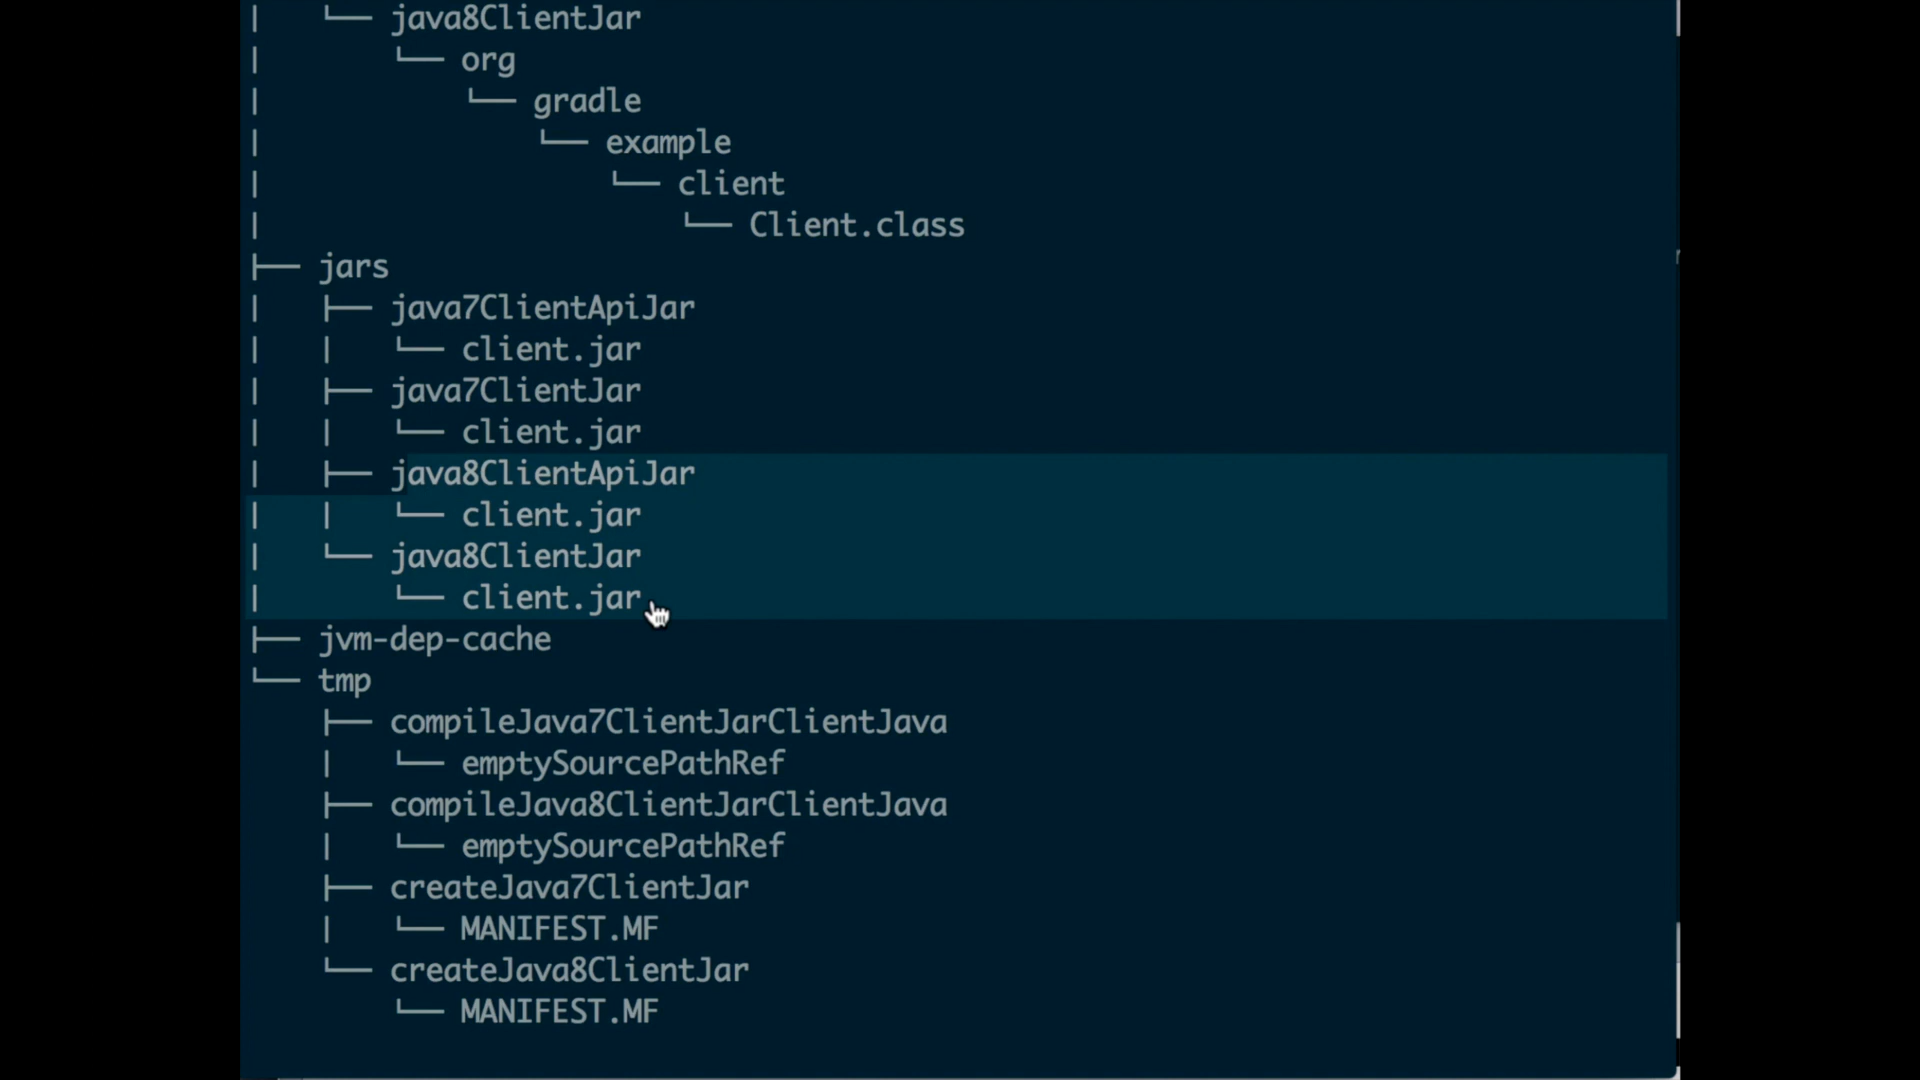 │   └── java8ClientJar
│       └── org
│           └── gradle
│               └── example
│                   └── client
│                       └── Client.class
├── jars
│   ├── java7ClientApiJar
│   │   └── client.jar
│   ├── java7ClientJar
│   │   └── client.jar
│   ├── java8ClientApiJar
│   │   └── client.jar
│   └── java8ClientJar
│       └── client.jar
├── jvm-dep-cache
└── tmp
    ├── compileJava7ClientJarClientJava
    │   └── emptySourcePathRef
    ├── compileJava8ClientJarClientJava
    │   └── emptySourcePathRef
    ├── createJava7ClientJar
    │   └── MANIFEST.MF
    └── createJava8ClientJar
        └── MANIFEST.MF